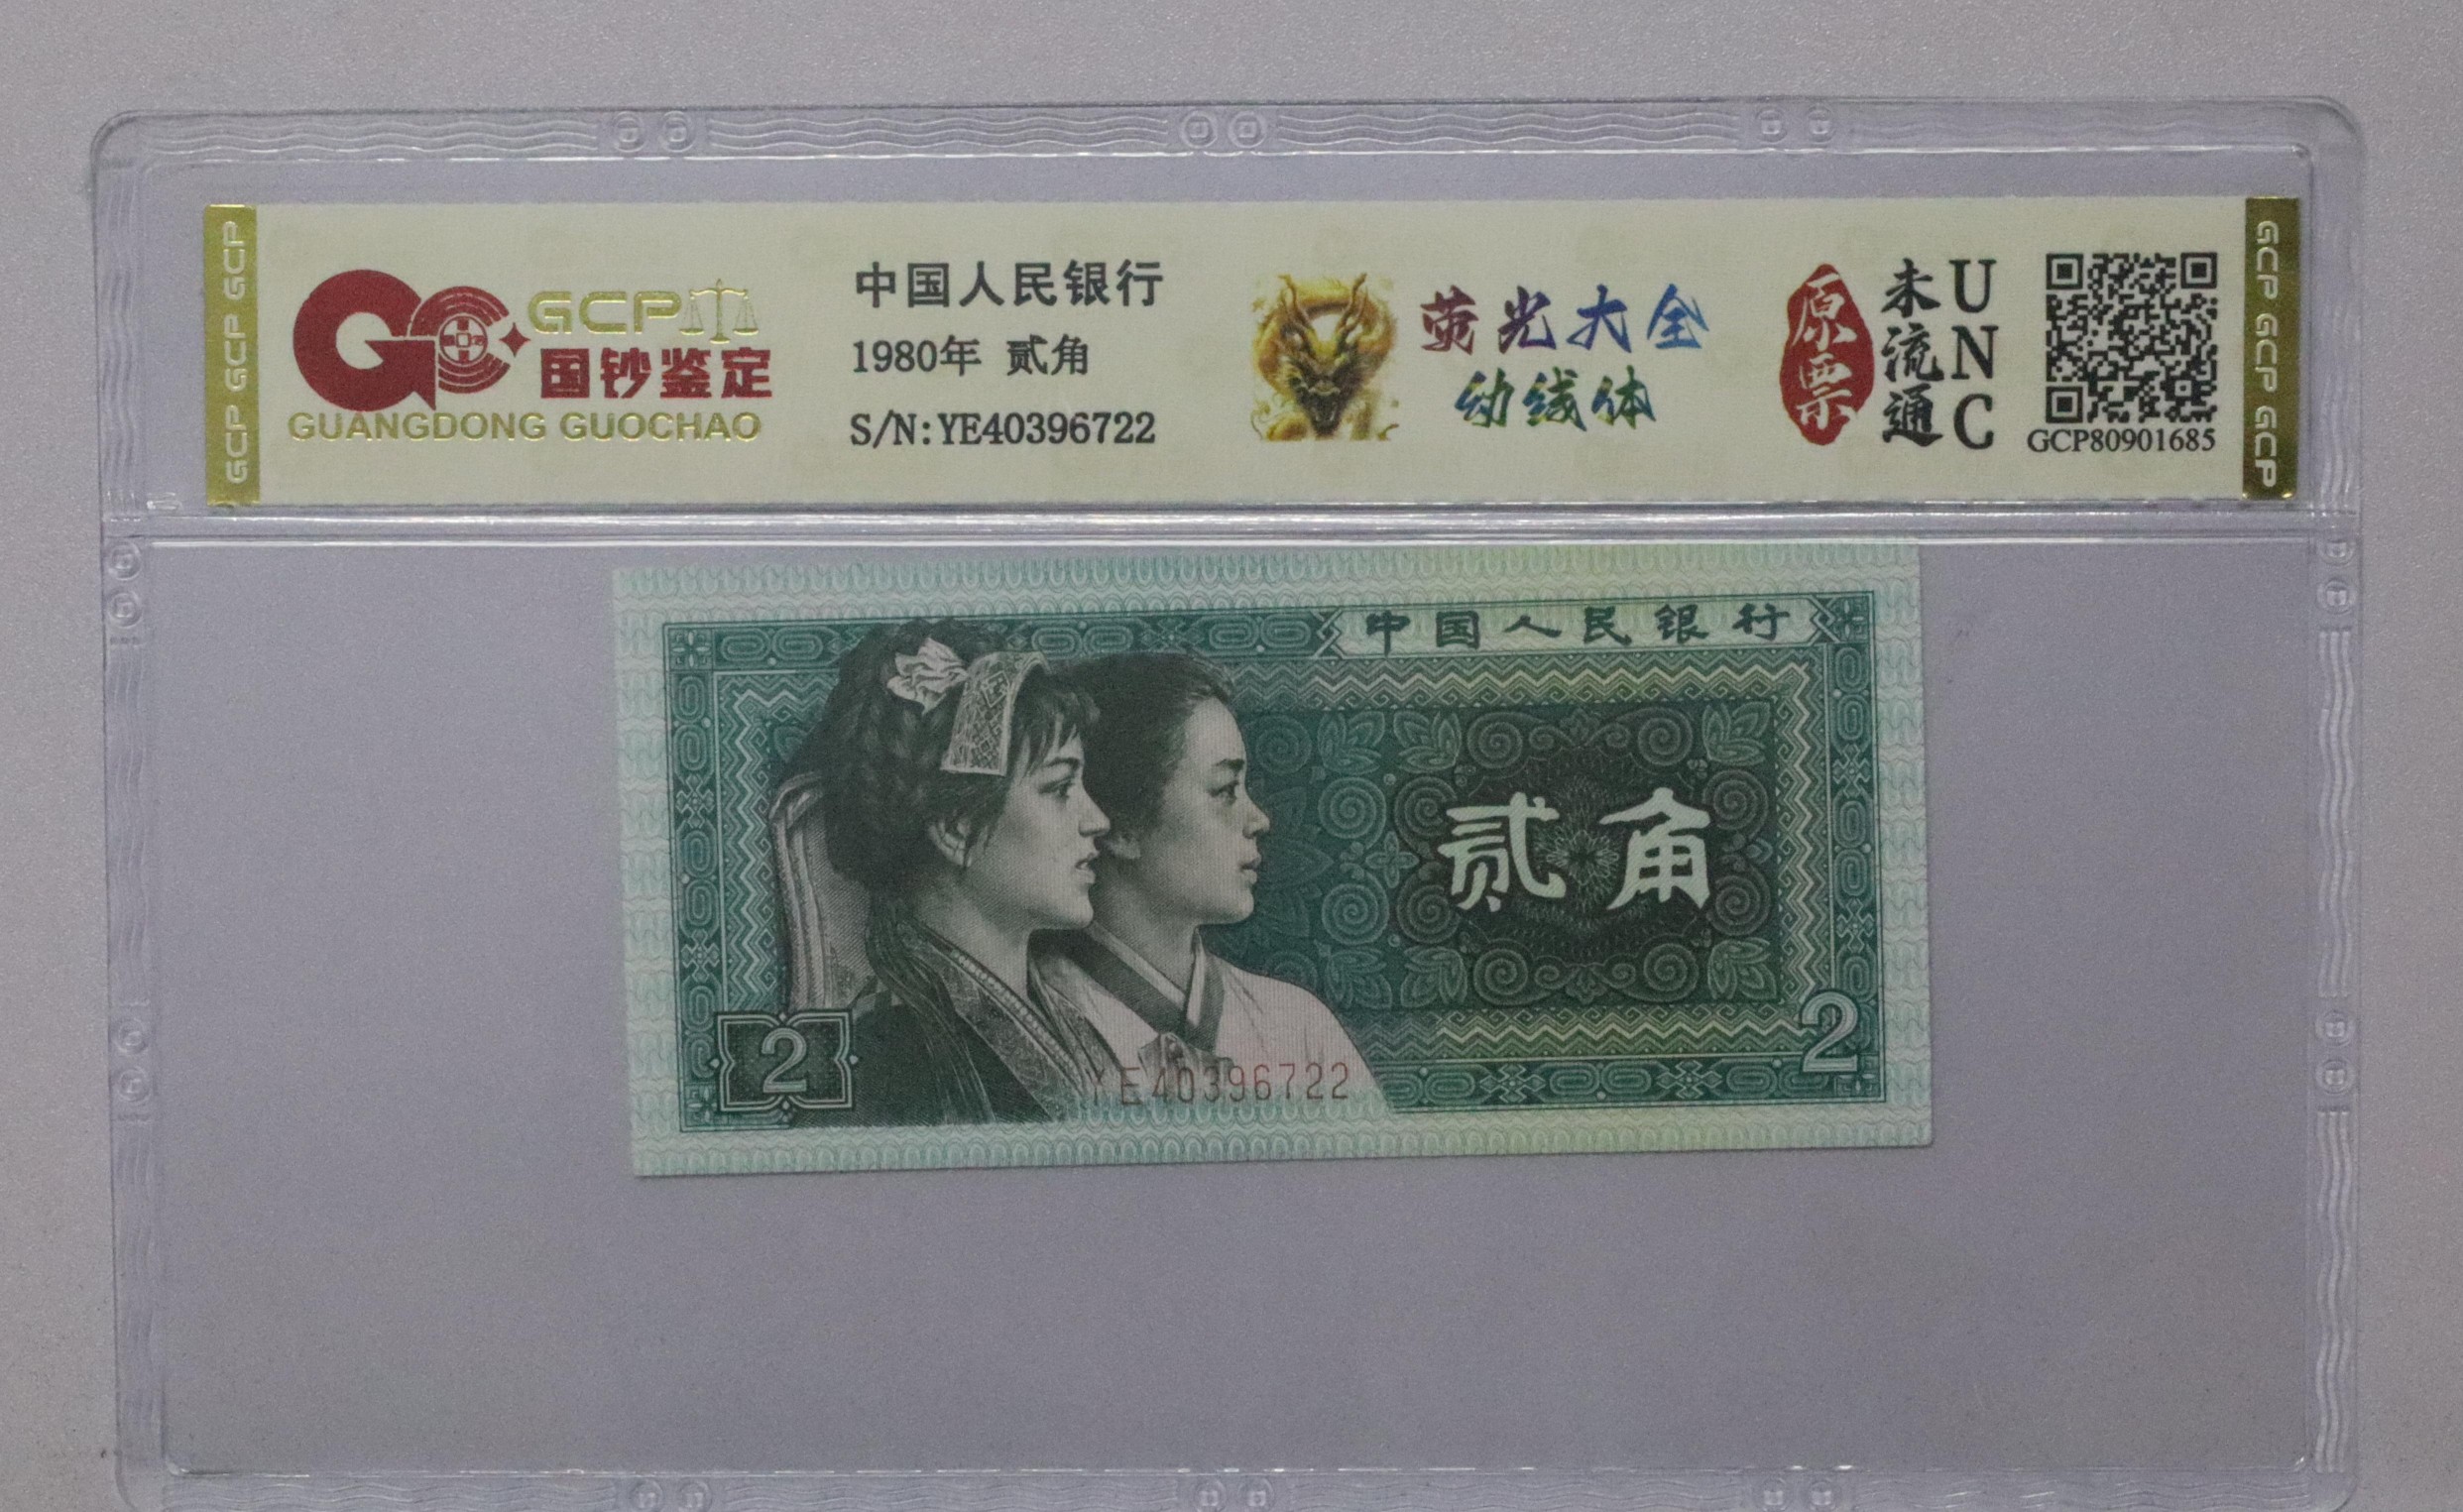 GCP GCP GCP
GCP
国钞鉴定
GUANGDONG GUOCHAO
中国人民银行
1980年 贰角
S/N:YE40396722
荧光大全
幼线体
原票
未流通
UNC
GCP80901685
GCP GCP GCP
中国人民银行
贰角
2
2
YE40396722